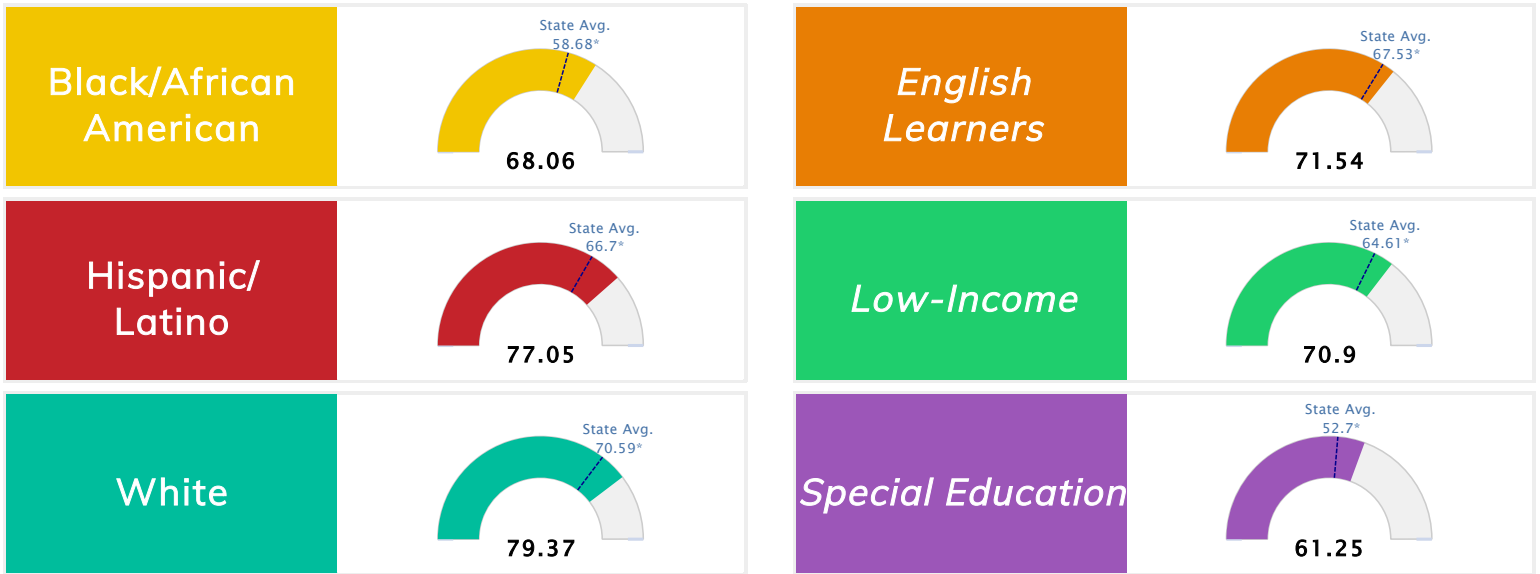 Black/African
American
State Avg.
58.68*
68.06
English
Learners
State Avg.
67.53*
71.54
Hispanic/
Latino
State Avg.
66.7*
77.05
Low-Income
State Avg.
64.61*
70.9
White
State Avg.
70.59*
79.37
Special Education
State Avg.
52.7*
61.25